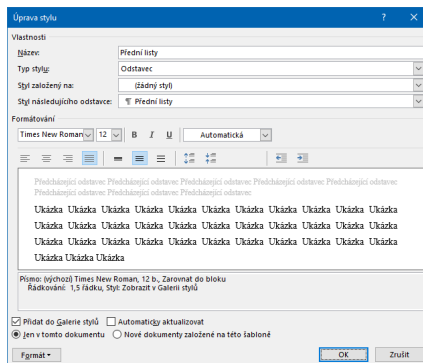 Úprava stylu ? ×
Vlastnosti
Název: Přední listy
Typ stylu: Odstavec
Styl založený na: (žádný styl)
Styl následujícího odstavce: ¶ Přední listy
Formátování
Times New Roman 12 B I U Automatická
Předcházející odstavec Předcházející odstavec Předcházející odstavec Předcházející odstavec Předcházející odstavec
Předcházející odstavec Předcházející odstavec Předcházející odstavec
Ukázka Ukázka Ukázka Ukázka Ukázka Ukázka Ukázka Ukázka Ukázka Ukázka Ukázka
Ukázka Ukázka Ukázka Ukázka Ukázka Ukázka Ukázka Ukázka Ukázka Ukázka Ukázka
Ukázka Ukázka Ukázka Ukázka Ukázka Ukázka Ukázka Ukázka Ukázka Ukázka Ukázka
Ukázka Ukázka Ukázka
Písmo: (výchozí) Times New Roman, 12 b., Zarovnat do bloku
Řádkování: 1,5 řádku, Styl: Zobrazit v Galerii stylů
Přidat do Galerie stylů Automaticky aktualizovat
Jen v tomto dokumentu Nové dokumenty založené na této šabloně
Formát OK Zrušit